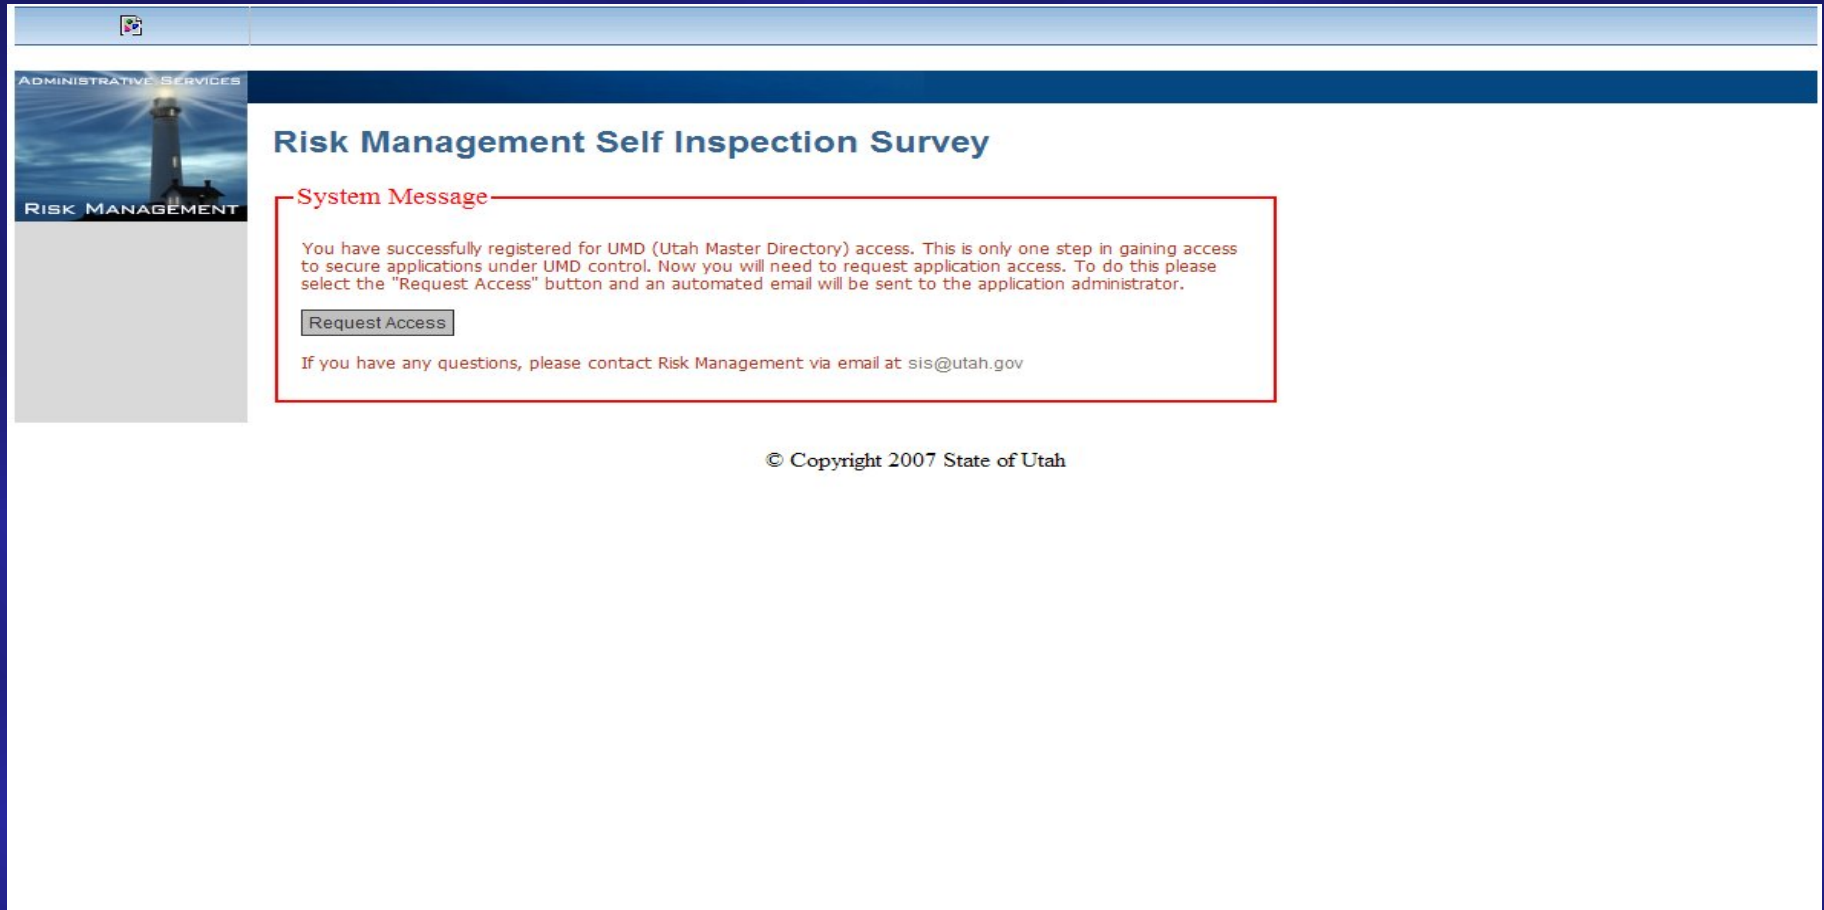 ADMINISTRATIVE SERVICES
RISK MANAGEMENT
Risk Management Self Inspection Survey
System Message
You have successfully registered for UMD (Utah Master Directory) access. This is only one step in gaining access
to secure applications under UMD control. Now you will need to request application access. To do this please
select the "Request Access" button and an automated email will be sent to the application administrator.
Request Access
If you have any questions, please contact Risk Management via email at sis@utah.gov
© Copyright 2007 State of Utah